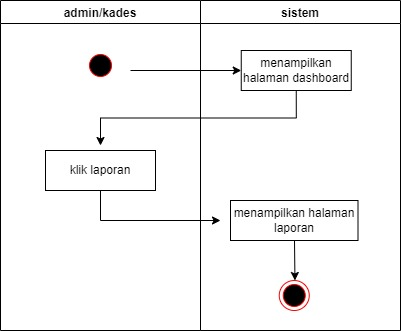 admin/kades
sistem
menampilkan
halaman dashboard
klik laporan
menampilkan halaman
laporan